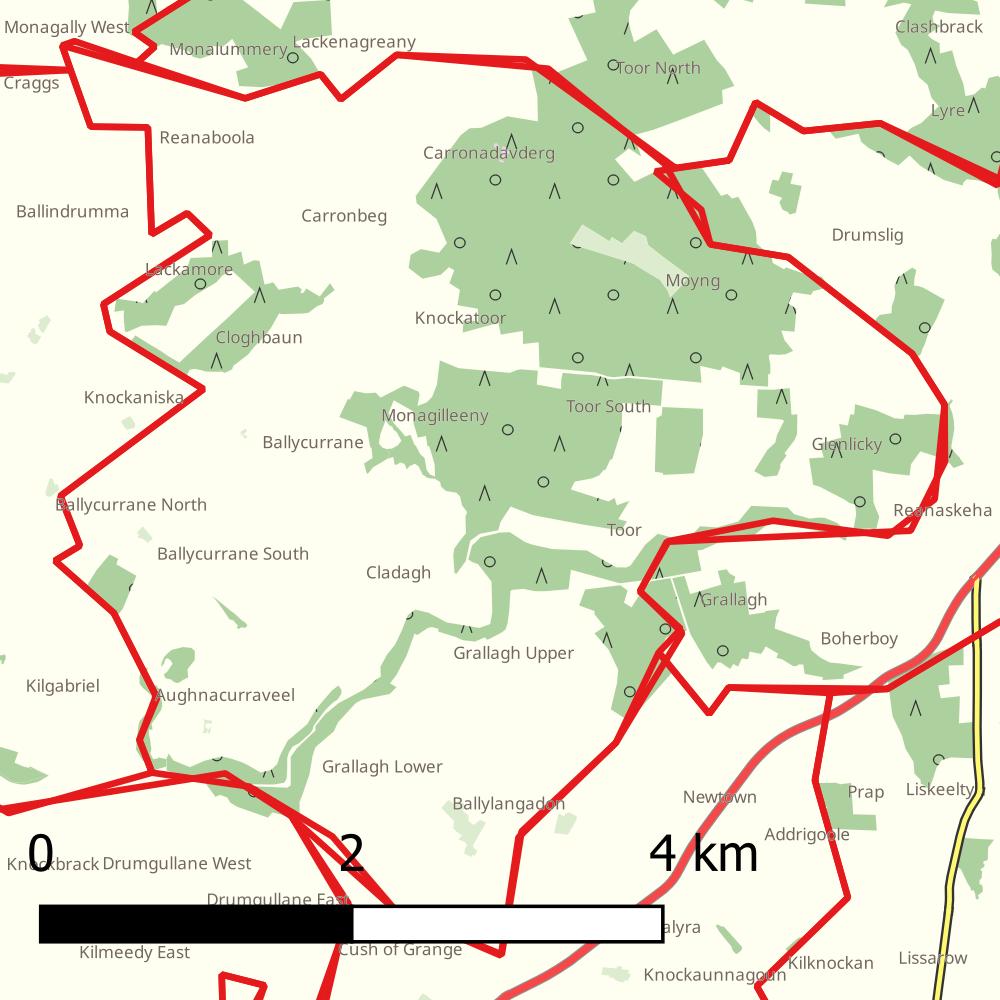 Monagally West
Monalummery
Lackenagreany
Clashbrack
Toor North
Craggs
Lyre
Reanaboola
Carronadavderg
Ballindrumma
Carronbeg
Drumslig
Lackamore
Moyng
Knockatoor
Cloghbaun
Knockaniska
Monagilleeny
Toor South
Ballycurrane
Glenlicky
Ballycurrane North
Reanaskeha
Toor
Ballycurrane South
Cladagh
Grallagh
Boherboy
Grallagh Upper
Kilgabriel
Aughnacurraveel
Grallagh Lower
Newtown
Prap
Liskeelty
Ballylangadon
Addrigoole
0
2
4 km
Knockbrack
Drumgullane West
Drumgullane East
alyra
Kilmeedy East
Cush of Grange
Lissarow
Kilknockan
Knockaunnagoun